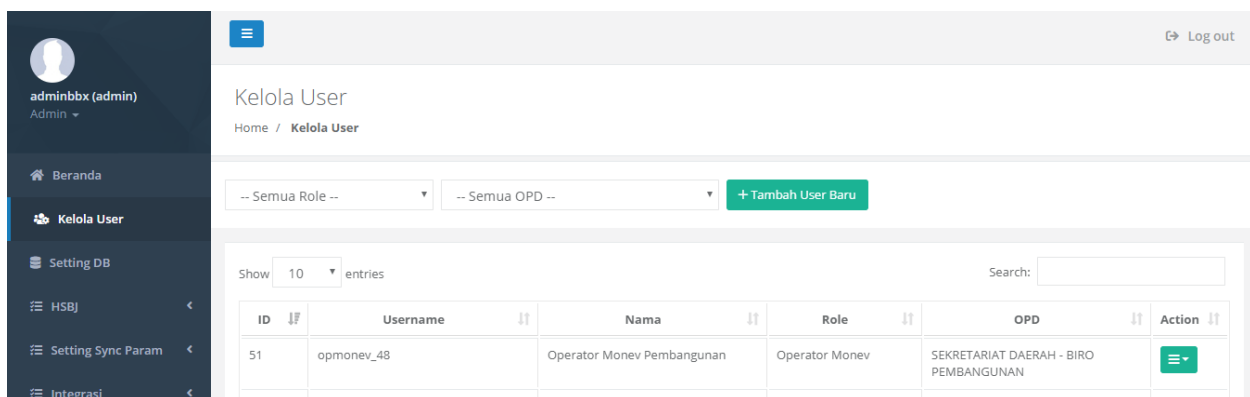 Log out
adminbbx (admin)
Admin
Kelola User
Home / Kelola User
Beranda
Kelola User
Setting DB
HSBJ
Setting Sync Param
Integrasi
-- Semua Role --
-- Semua OPD --
+ Tambah User Baru
Show 10 entries
Search:
ID Username Nama Role OPD Action
51 opmonev_48 Operator Monev Pembangunan Operator Monev SEKRETARIAT DAERAH - BIRO
PEMBANGUNAN